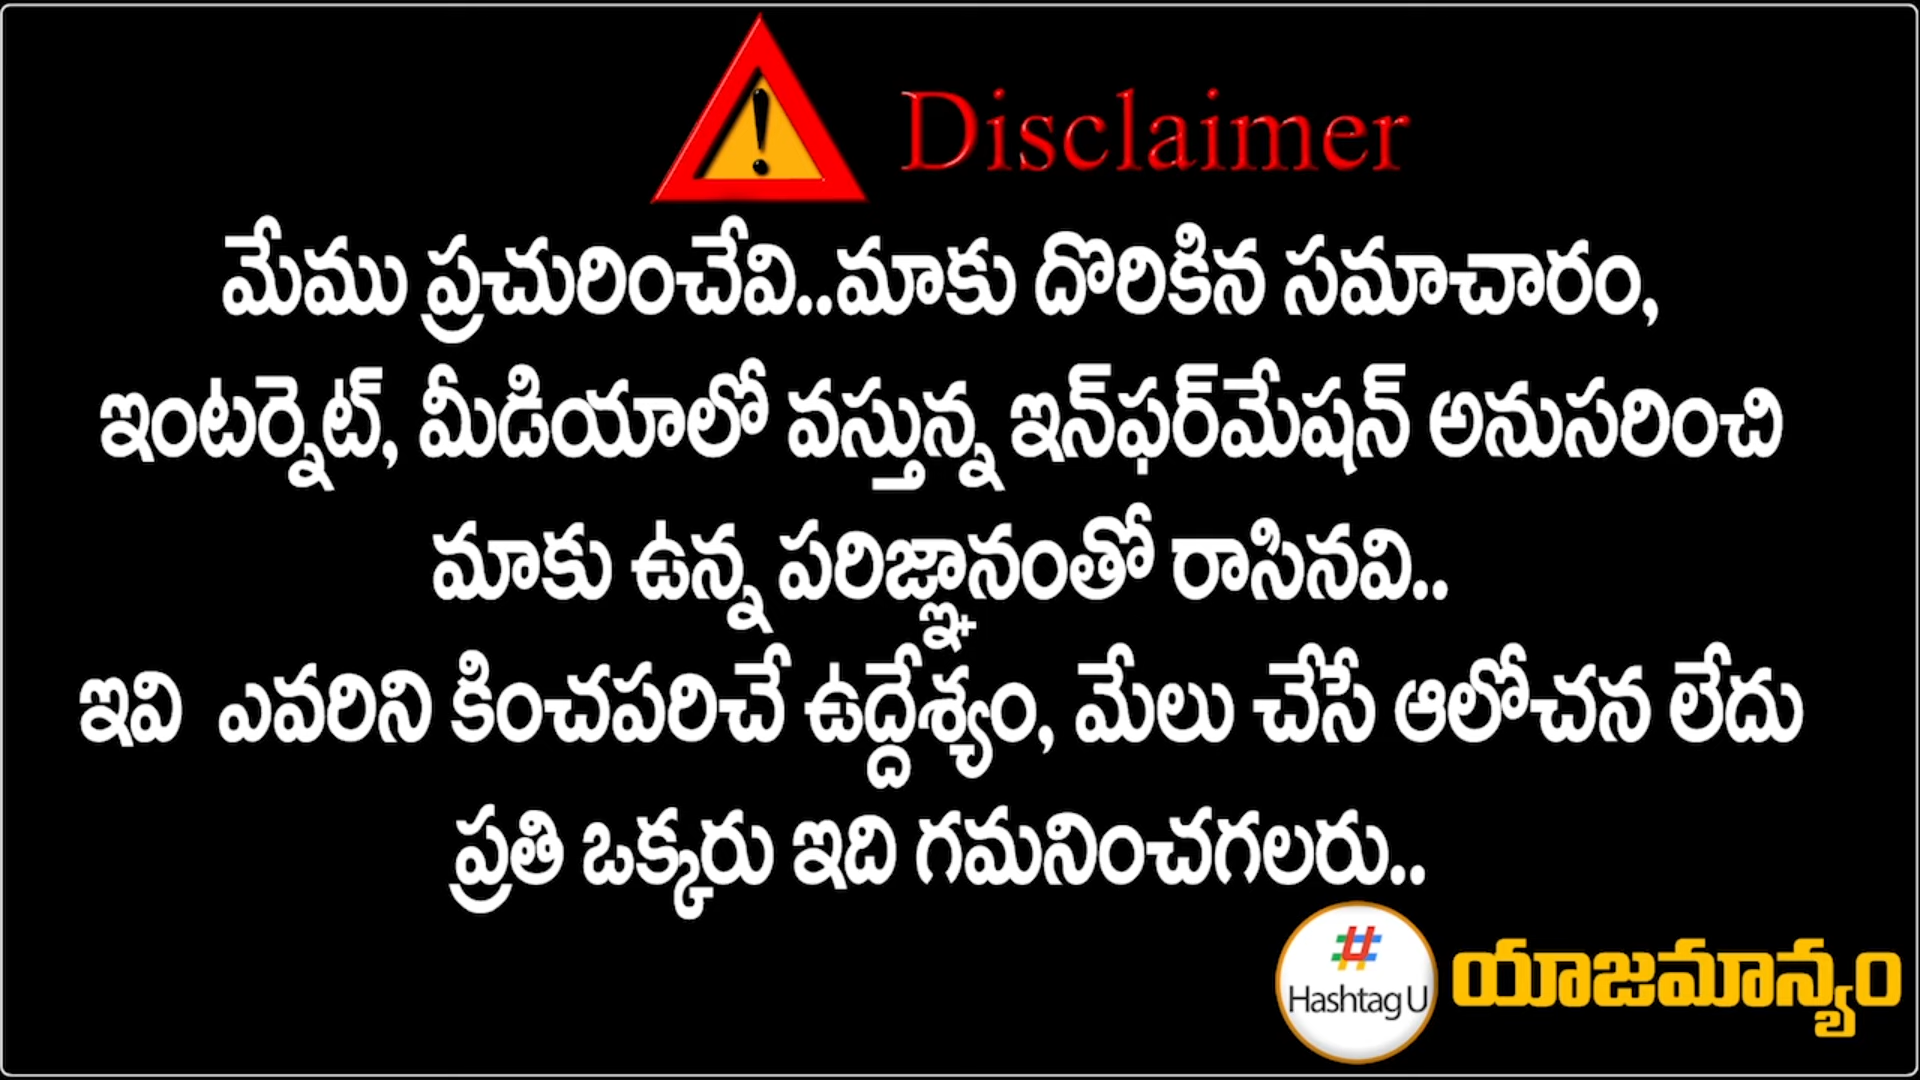 Disclaimer
మేము ప్రచురించేవి..మాకు దొరికిన సమాచారం,
ఇంటర్నెట్, మీడియాలో వస్తున్న ఇన్‌ఫర్‌మేషన్ అనుసరించి
మాకు ఉన్న పరిజ్ఞానంతో రాసినవి..
ఇవి ఎవరిని కించపరిచే ఉద్దేశ్యం, మేలు చేసే ఆలోచన లేదు
ప్రతి ఒక్కరు ఇది గమనించగలరు..
#
Hashtag U
యాజమాన్యం